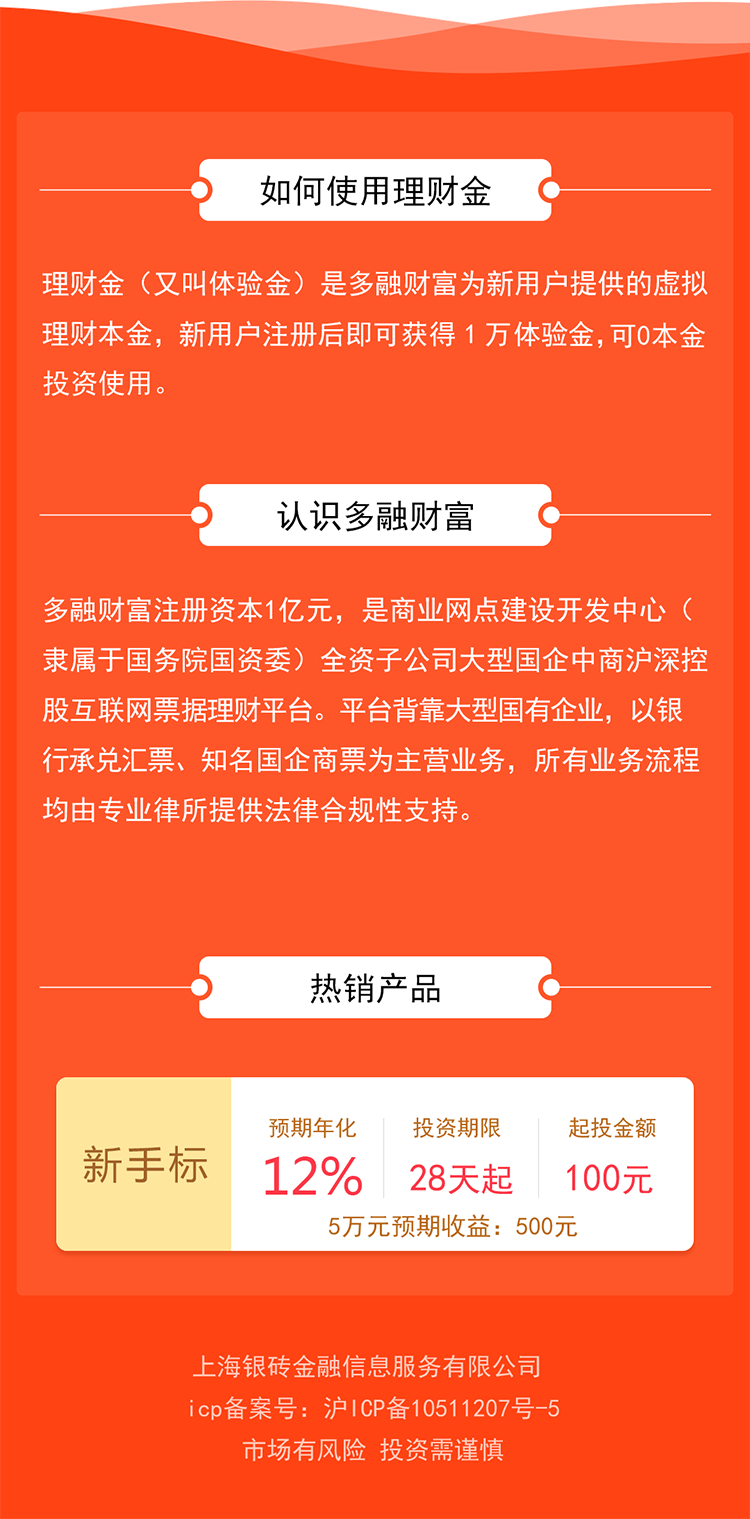 如何使用理财金
理财金（又叫体验金）是多融财富为新用户提供的虚拟
理财本金，新用户注册后即可获得1万体验金,可0本金
投资使用。
认识多融财富
多融财富注册资本1亿元，是商业网点建设开发中心（
隶属于国务院国资委）全资子公司大型国企中商沪深控
股互联网票据理财平台。平台背靠大型国有企业，以银
行承兑汇票、知名国企商票为主营业务，所有业务流程
均由专业律所提供法律合规性支持。
热销产品
新手标
预期年化 投资期限 起投金额
12% 28天起 100元
5万元预期收益：500元
上海银砖金融信息服务有限公司
icp备案号：沪ICP备10511207号-5
市场有风险 投资需谨慎